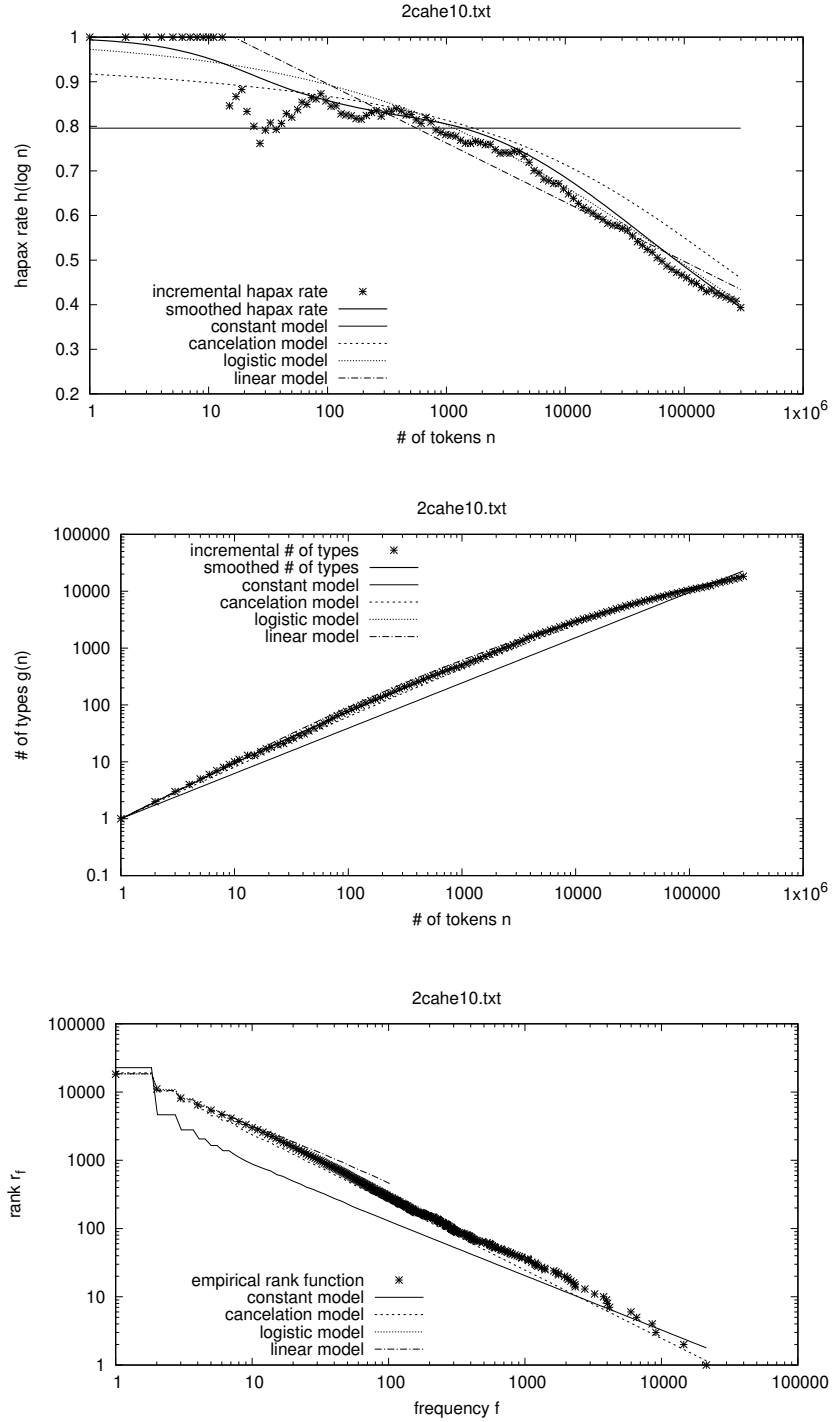 2cahe10.txt
1
0.9
0.8
0.7
0.6
0.5
0.4
0.3
0.2
hapax rate h(log n)
incremental hapax rate
smoothed hapax rate
constant model
cancelation model
logistic model
linear model
1 10 100 1000 10000 100000 1x10^6
# of tokens n
2cahe10.txt
100000
10000
1000
100
10
1
0.1
# of types g(n)
incremental # of types
smoothed # of types
constant model
cancelation model
logistic model
linear model
1 10 100 1000 10000 100000 1x10^6
# of tokens n
2cahe10.txt
100000
10000
1000
100
10
1
rank r_f
empirical rank function
constant model
cancelation model
logistic model
linear model
1 10 100 1000 10000 100000
frequency f